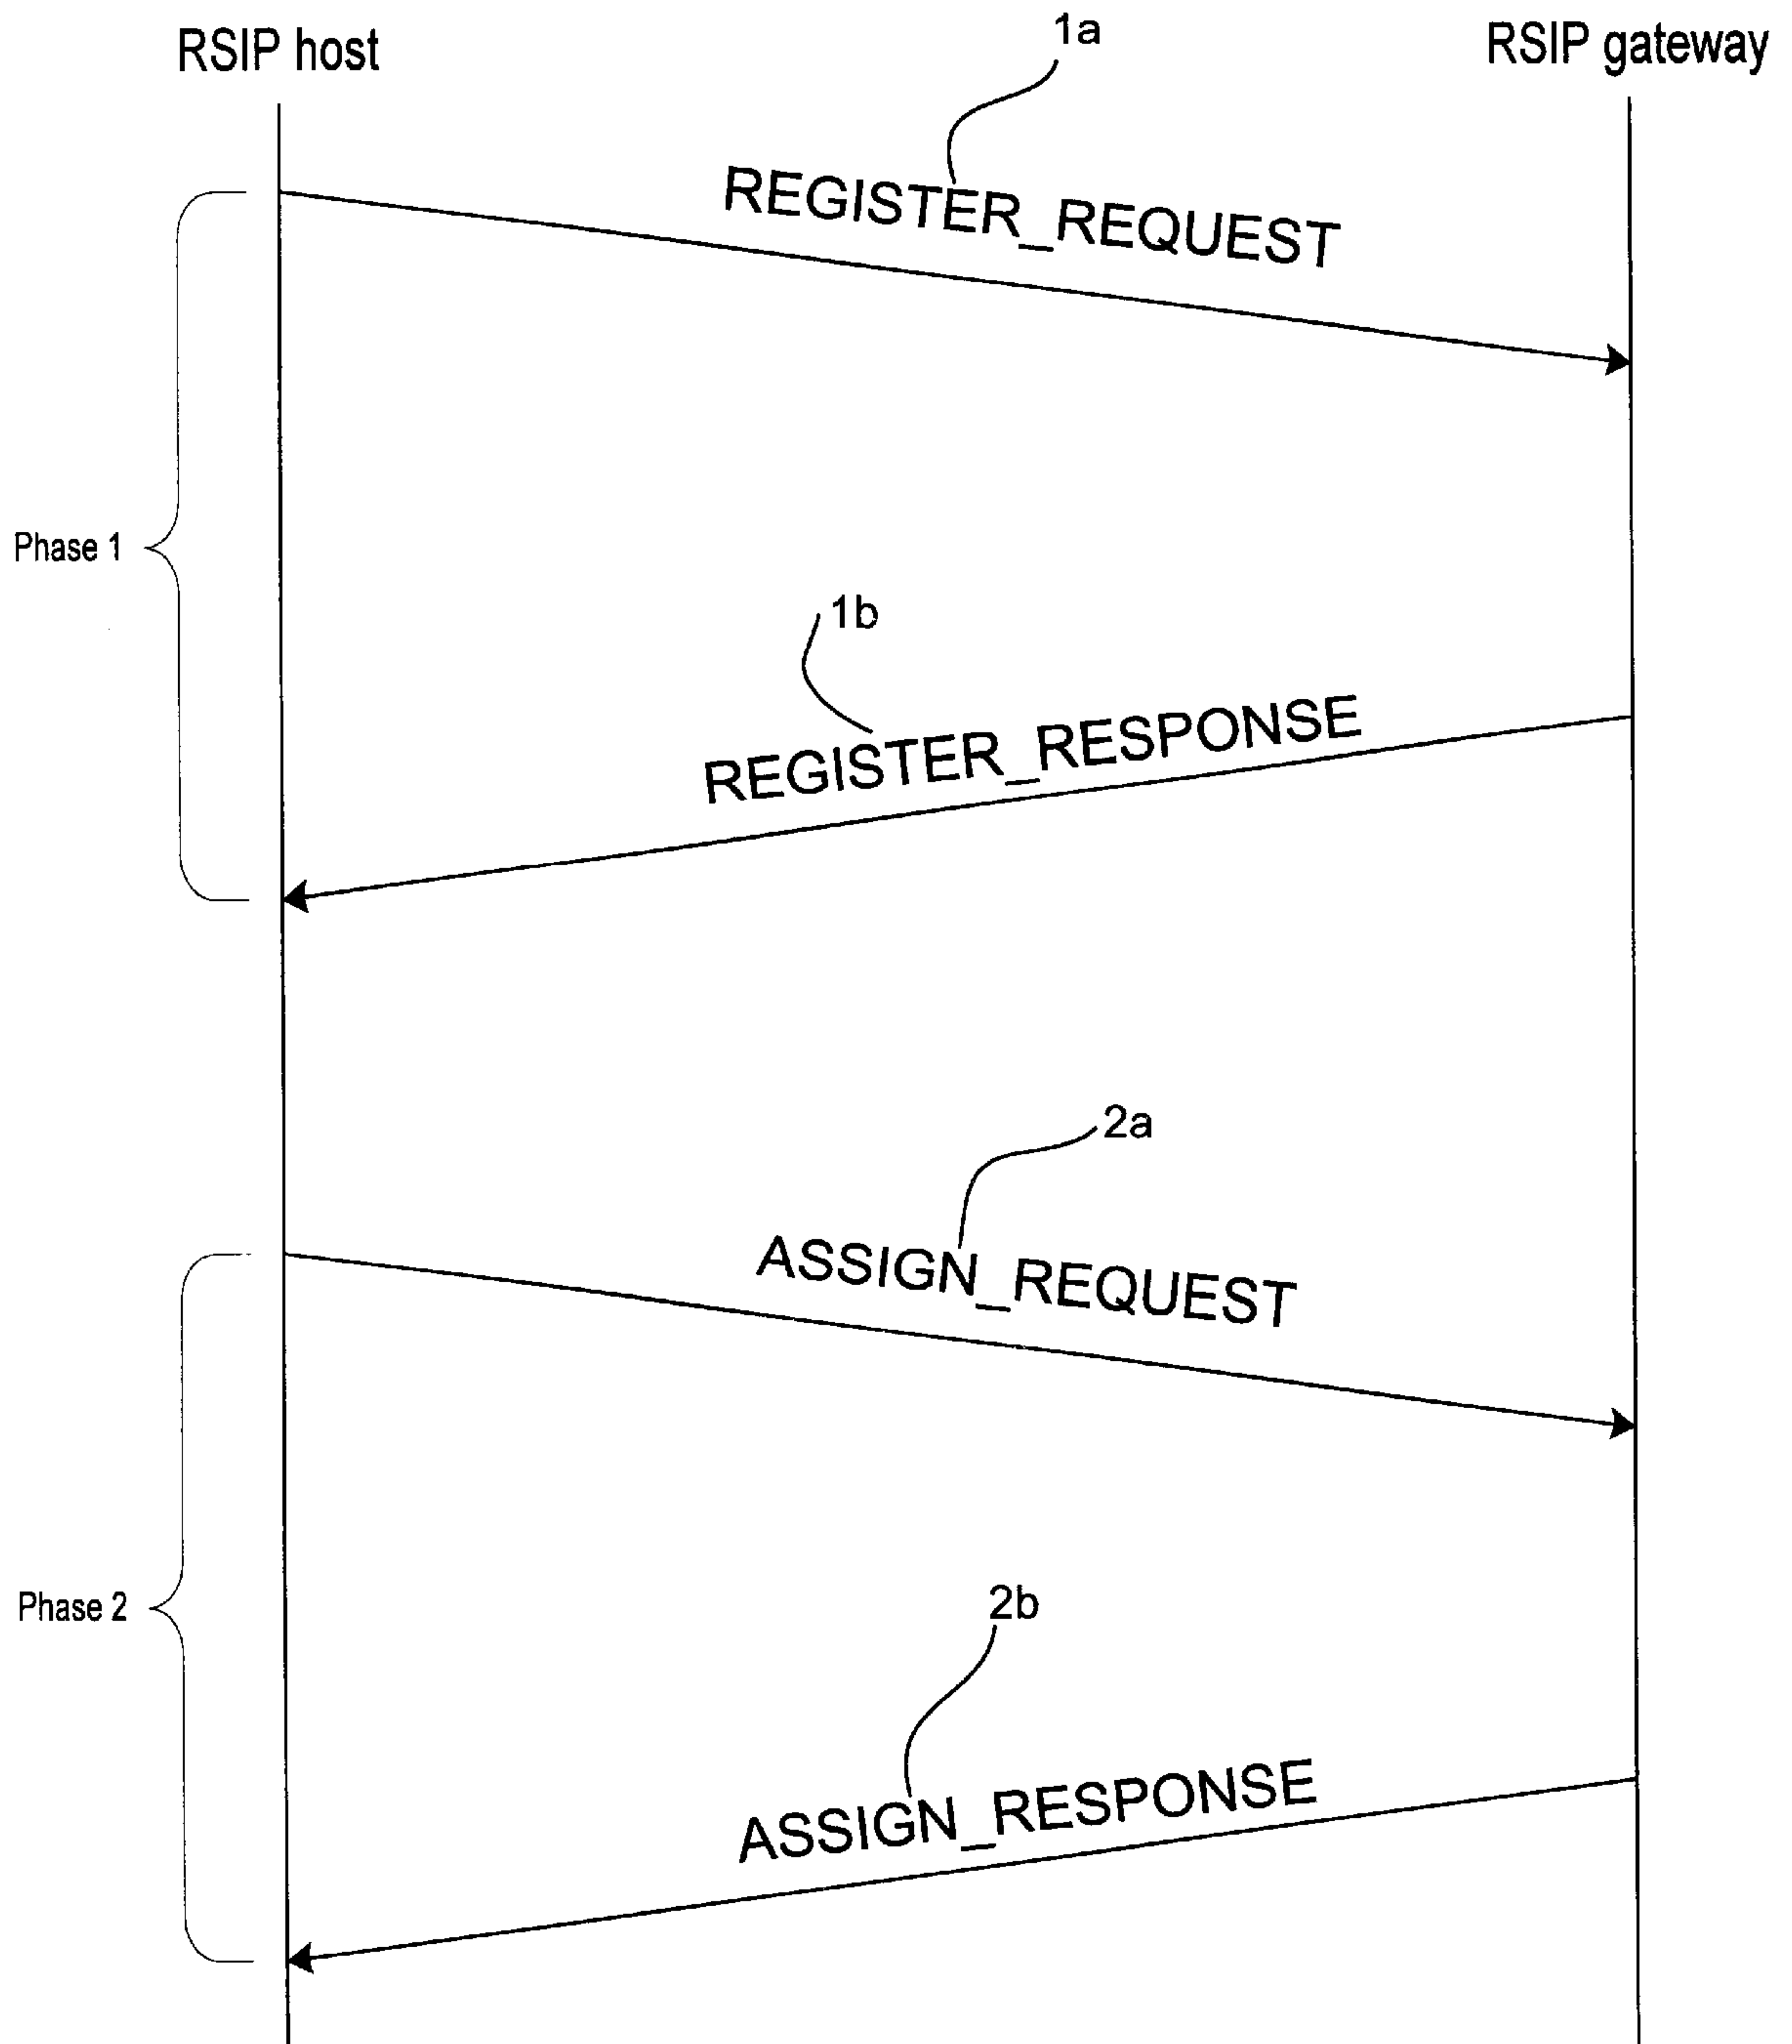 RSIP host
1a
RSIP gateway
REGISTER_REQUEST
Phase 1
1b
REGISTER_RESPONSE
2a
ASSIGN_REQUEST
Phase 2
2b
ASSIGN_RESPONSE